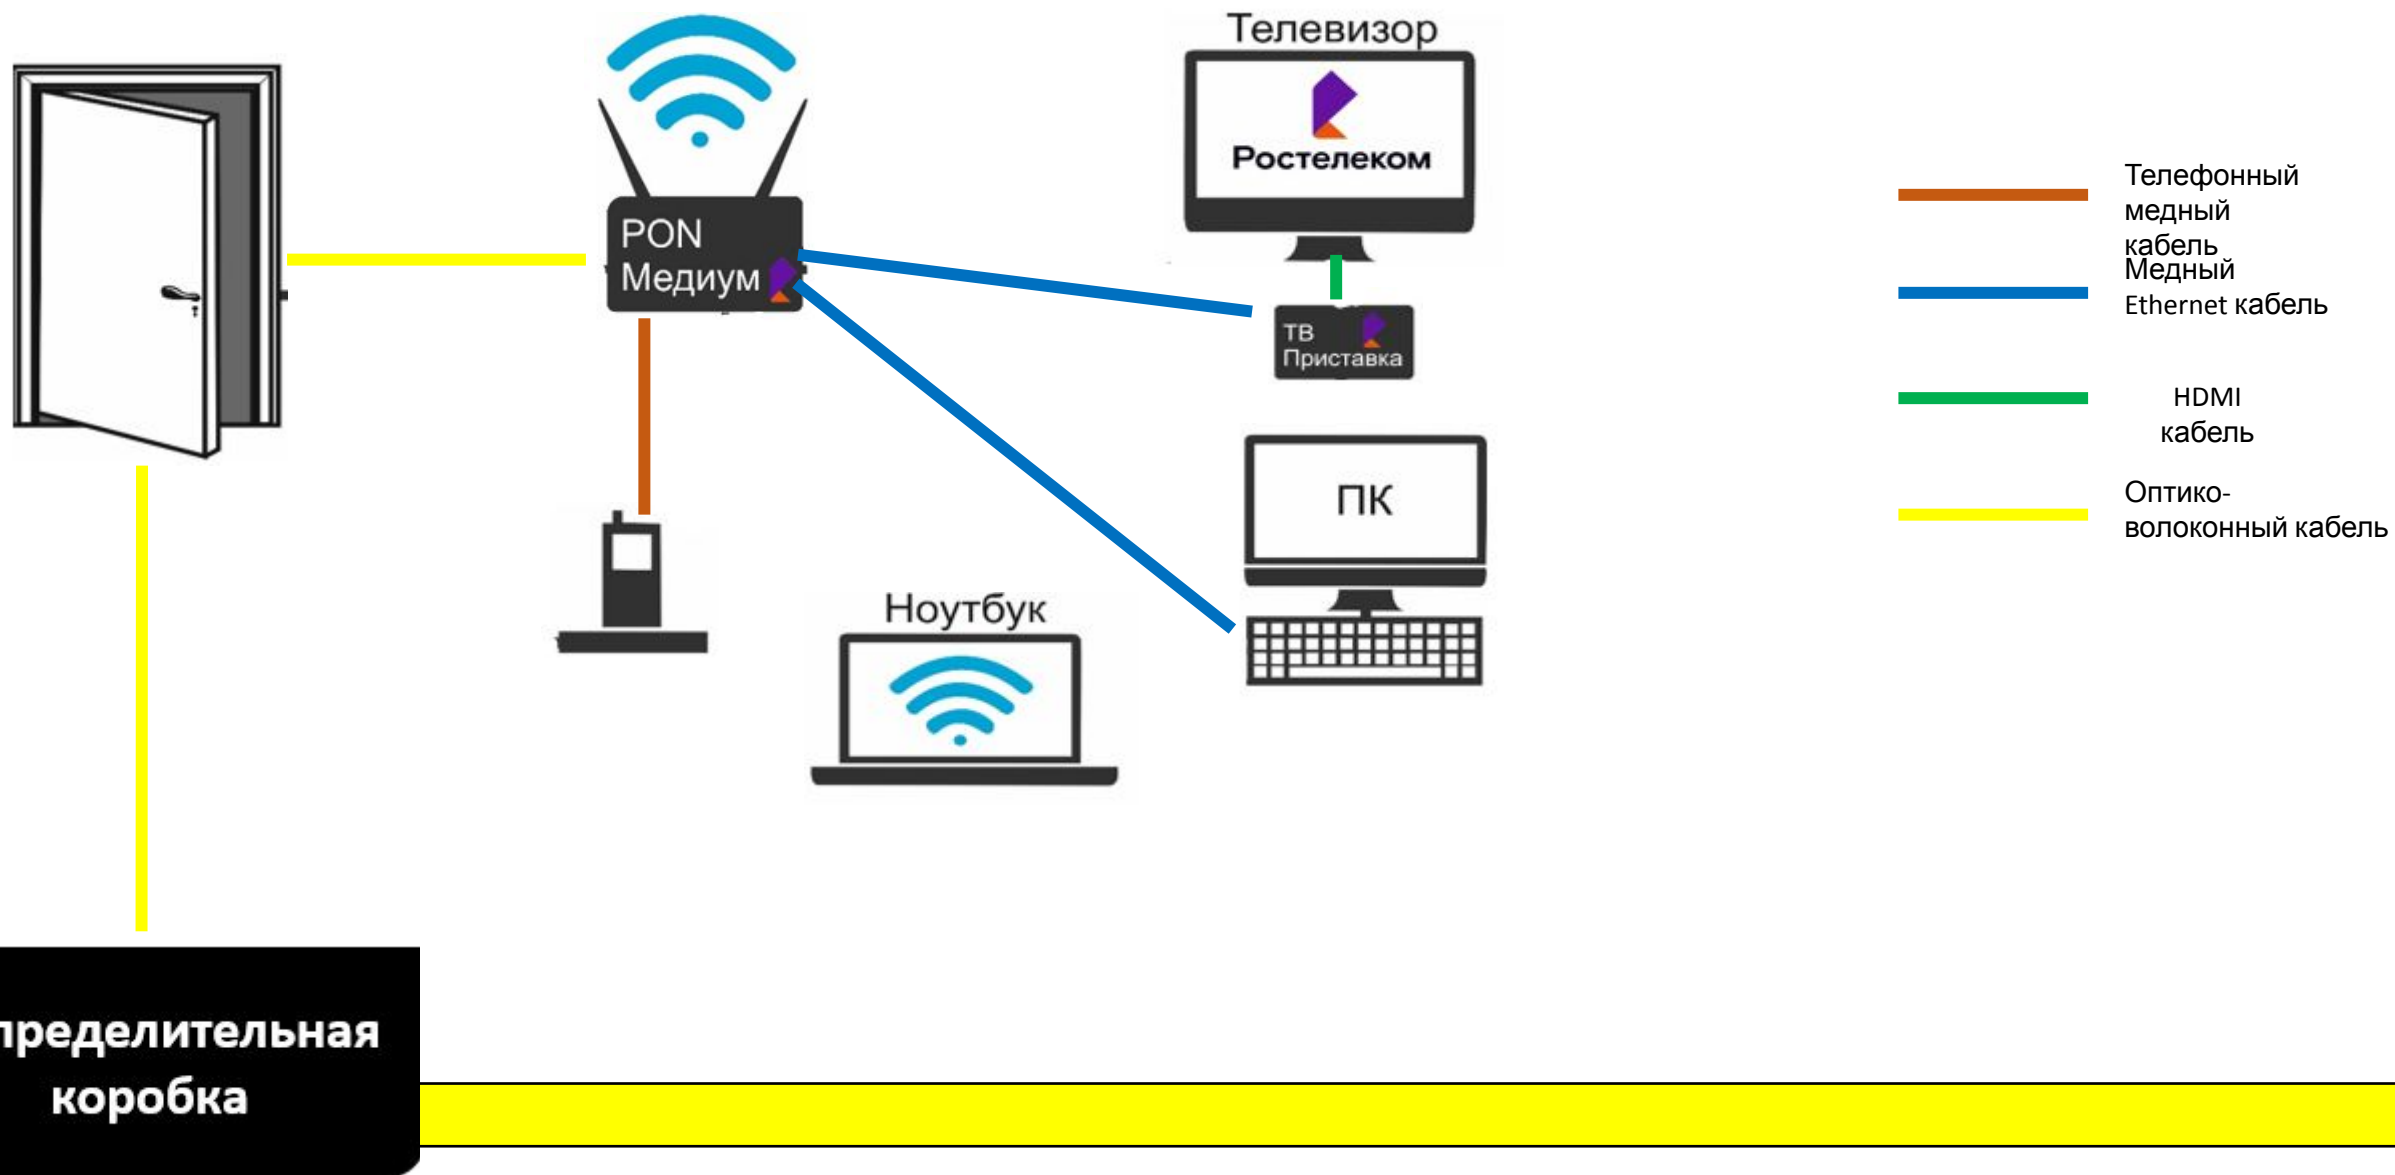 Телевизор
Ростелеком
PON
Медиум
ТВ
Приставка
ПК
Ноутбук
Телефонный
медный
кабель
Медный
Ethernet кабель
HDMI
кабель
Оптико-
волоконный кабель
пределительная
коробка